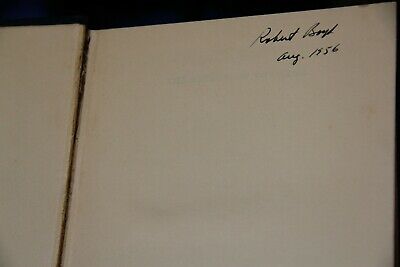 Robert Boyd
Aug. 1956